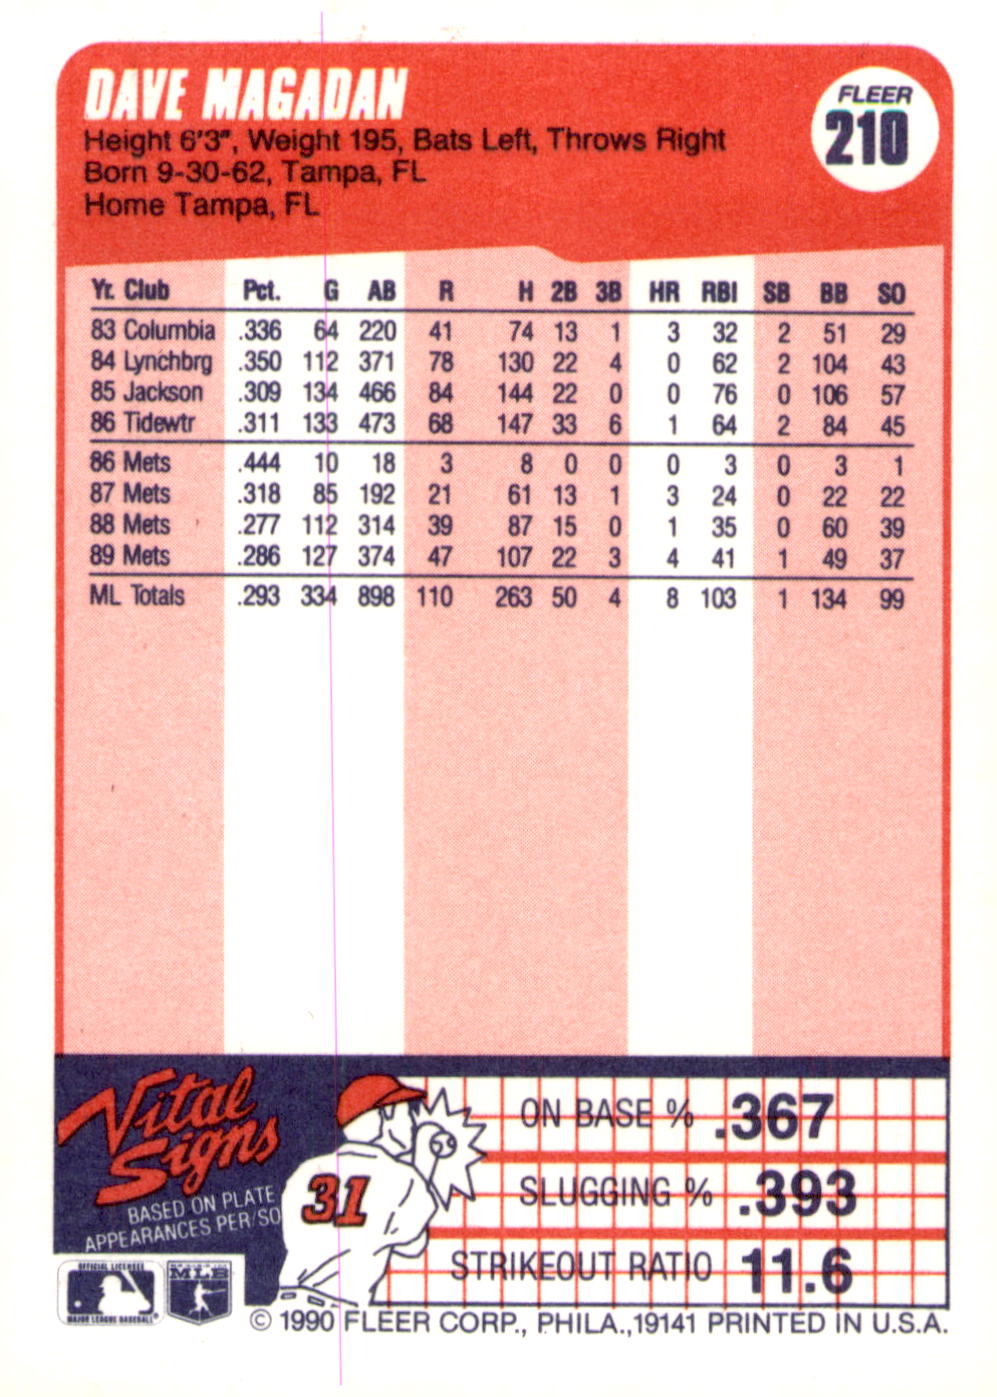 DAVE MAGADAN
FLEER
210
Height 6'3", Weight 195, Bats Left, Throws Right
Born 9-30-62, Tampa, FL
Home Tampa, FL
Yr. Club Pct. G AB R H 2B 3B HR RBI SB BB SO
83 Columbia .336 64 220 41 74 13 1 3 32 2 51 29
84 Lynchbrg .350 112 371 78 130 22 4 0 62 2 104 43
85 Jackson .309 134 466 84 144 22 0 0 76 0 106 57
86 Tidewtr .311 133 473 68 147 33 6 1 64 2 84 45
86 Mets .444 10 18 3 8 0 0 0 3 0 3 1
87 Mets .318 85 192 21 61 13 1 3 24 0 22 22
88 Mets .277 112 314 39 87 15 0 1 35 0 60 39
89 Mets .286 127 374 47 107 22 3 4 41 1 49 37
ML Totals .293 334 898 110 263 50 4 8 103 1 134 99
Vital
Signs
BASED ON PLATE
APPEARANCES PER/SO
31
ON BASE % .367
SLUGGING % .393
STRIKEOUT RATIO 11.6
OFFICIAL LICENSEE
MAJOR LEAGUE BASEBALL
MLB
© 1990 FLEER CORP., PHILA.,19141 PRINTED IN U.S.A.